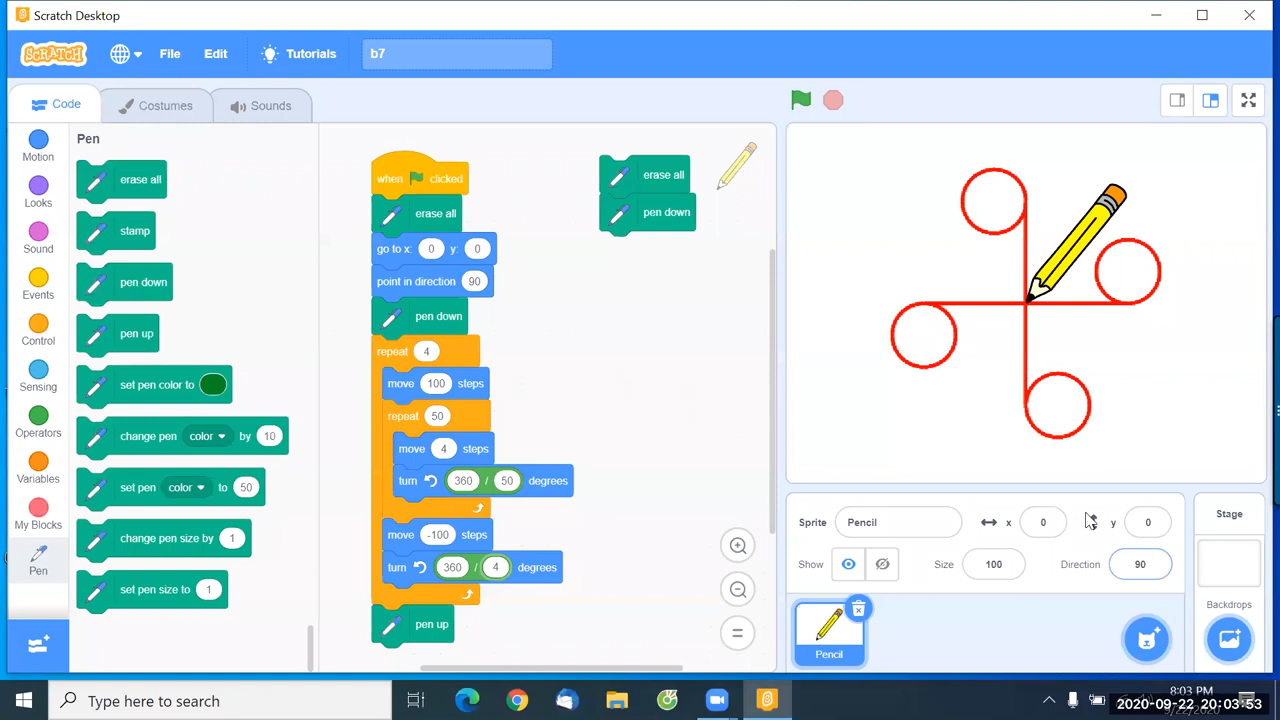 Scratch Desktop
SCRATCH File Edit Tutorials b7
Code Costumes Sounds
Motion
Looks
Sound
Events
Control
Sensing
Operators
Variables
My Blocks
Pen
Pen
erase all
stamp
pen down
pen up
set pen color to
change pen color by 10
set pen color to 50
change pen size by 1
set pen size to 1
when clicked
erase all
go to x: 0 y: 0
point in direction 90
pen down
repeat 4
move 100 steps
repeat 50
move 4 steps
turn 360 / 50 degrees
move -100 steps
turn 360 / 4 degrees
pen up
erase all
pen down
Sprite Pencil x 0 y 0
Show Size 100 Direction 90
Pencil
Stage
Backdrops
Type here to search
8:03 PM
2020-09-22 20:03:53